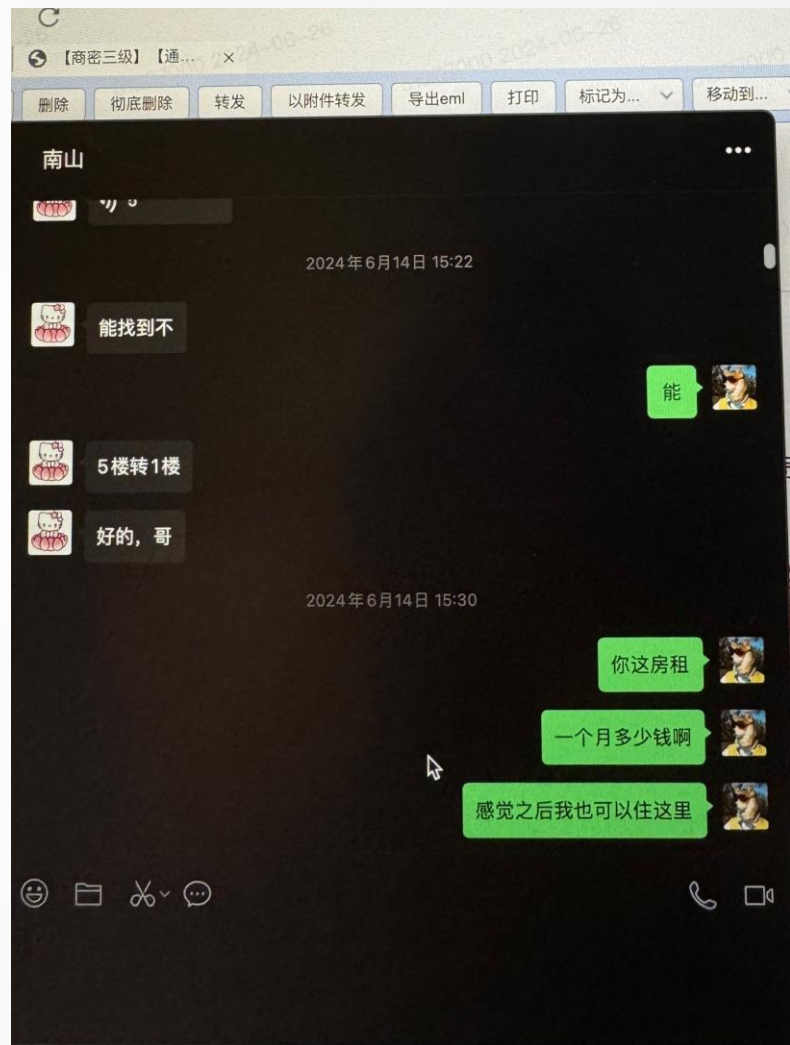 【商密三级】【通...
删除
彻底删除
转发
以附件转发
导出eml
打印
标记为...
移动到...
南山
5
2024年6月14日 15:22
能找到不
能
5楼转1楼
好的，哥
2024年6月14日 15:30
你这房租
一个月多少钱啊
感觉之后我也可以住这里